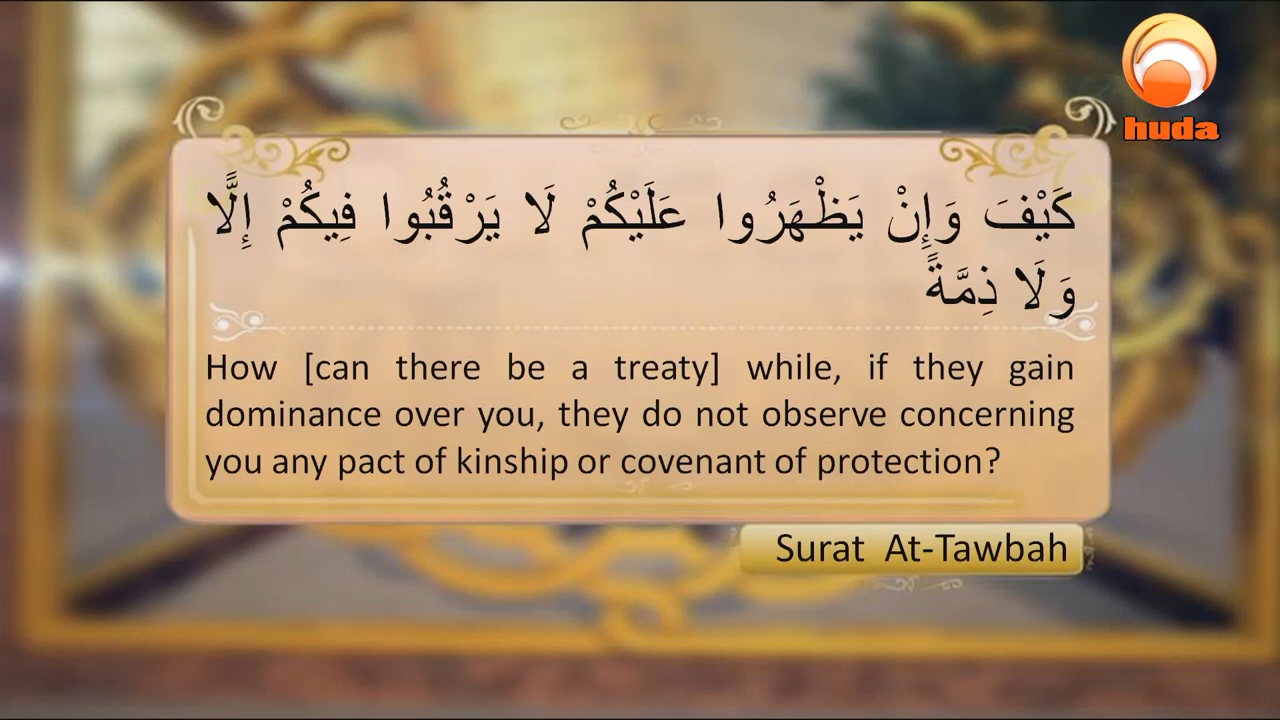 huda
كَيْفَ وَإِنْ يَظْهَرُوا عَلَيْكُمْ لَا يَرْقُبُوا فِيكُمْ إِلًّا
وَلَا ذِمَّةً
How [can there be a treaty] while, if they gain
dominance over you, they do not observe concerning
you any pact of kinship or covenant of protection?
Surat At-Tawbah